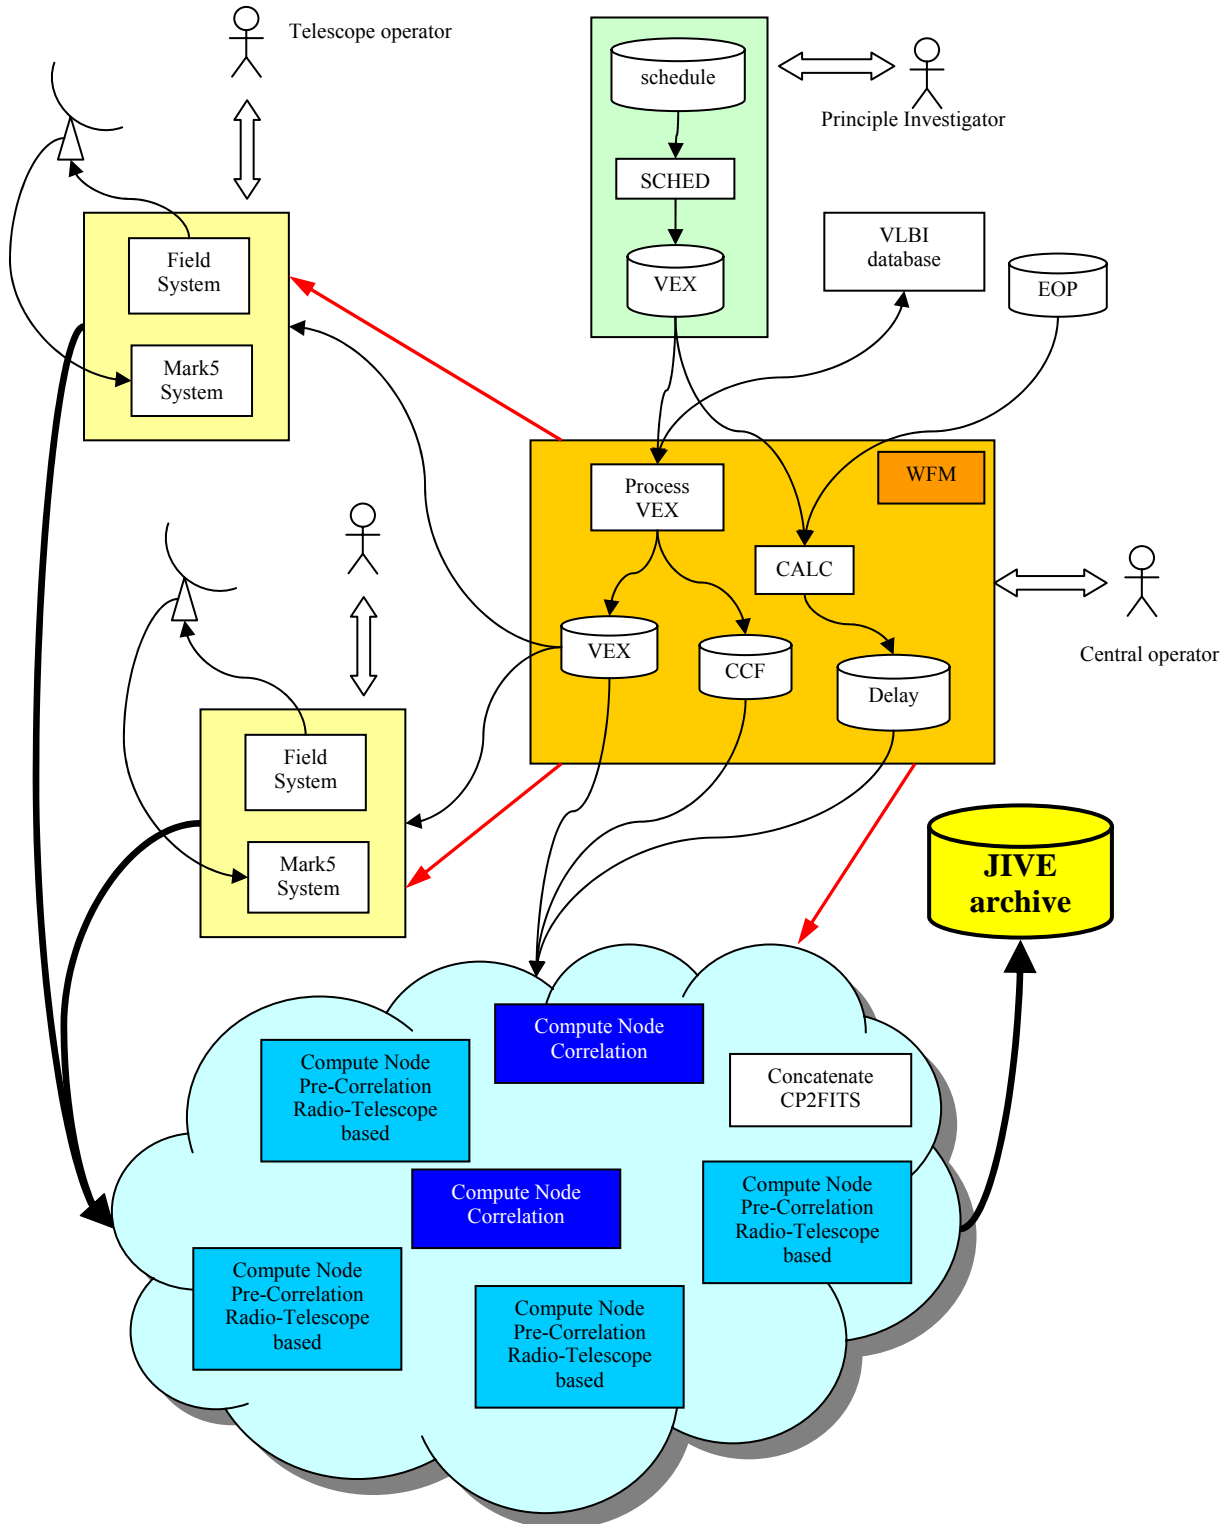 Telescope operator
schedule
Principle Investigator
SCHED
VEX
VLBI
database
EOP
Field
System
Mark5
System
WFM
Process
VEX
CALC
VEX
CCF
Delay
Central operator
Field
System
Mark5
System
JIVE
archive
Compute Node
Correlation
Compute Node
Pre-Correlation
Radio-Telescope
based
Concatenate
CP2FITS
Compute Node
Correlation
Compute Node
Pre-Correlation
Radio-Telescope
based
Compute Node
Pre-Correlation
Radio-Telescope
based
Compute Node
Pre-Correlation
Radio-Telescope
based